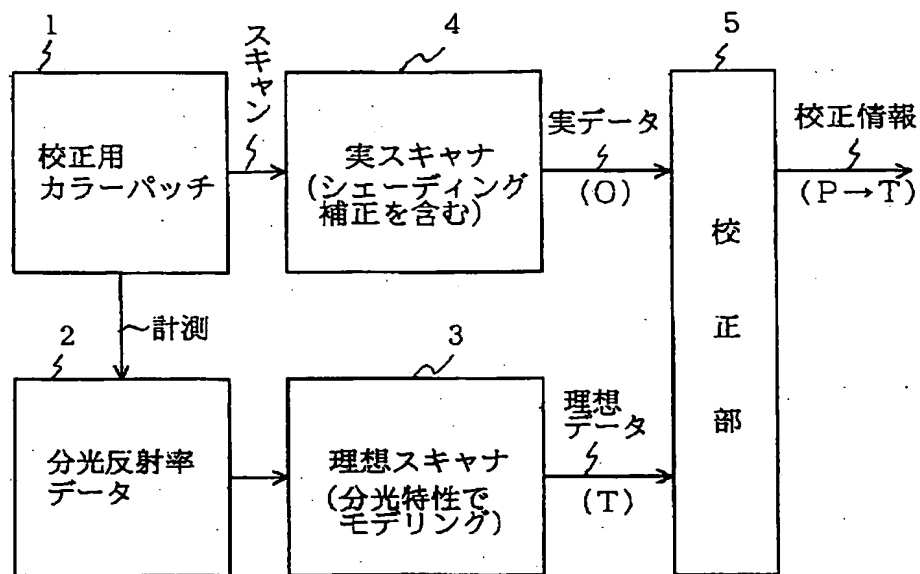 1
スキャン
4
5
校正用
カラーパッチ
実スキャナ
(シェーディング
補正を含む)
実データ
(O)
校正情報
(P→T)
校正部
計測
2
3
分光反射率
データ
理想スキャナ
(分光特性で
モデリング)
理想
データ
(T)